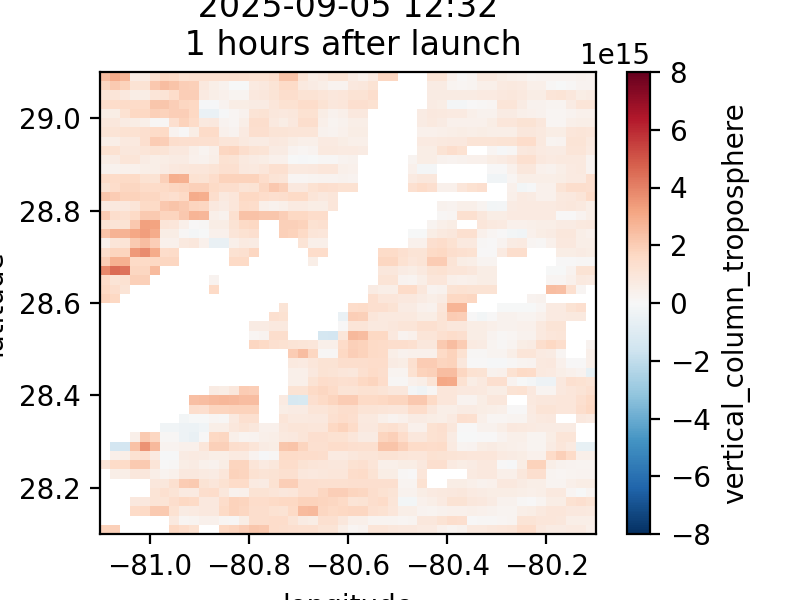 2025-09-05 12:32
1 hours after launch
1e15
29.0
28.8
28.6
28.4
28.2
−81.0 −80.8 −80.6 −80.4 −80.2
longitude
latitude
8
6
4
2
0
−2
−4
−6
−8
vertical_column_troposphere